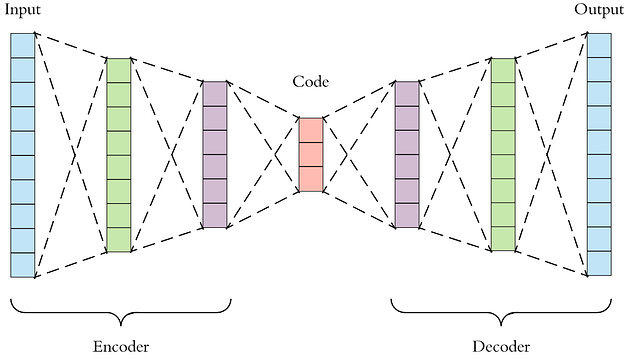 Input
Output
Code
Encoder
Decoder